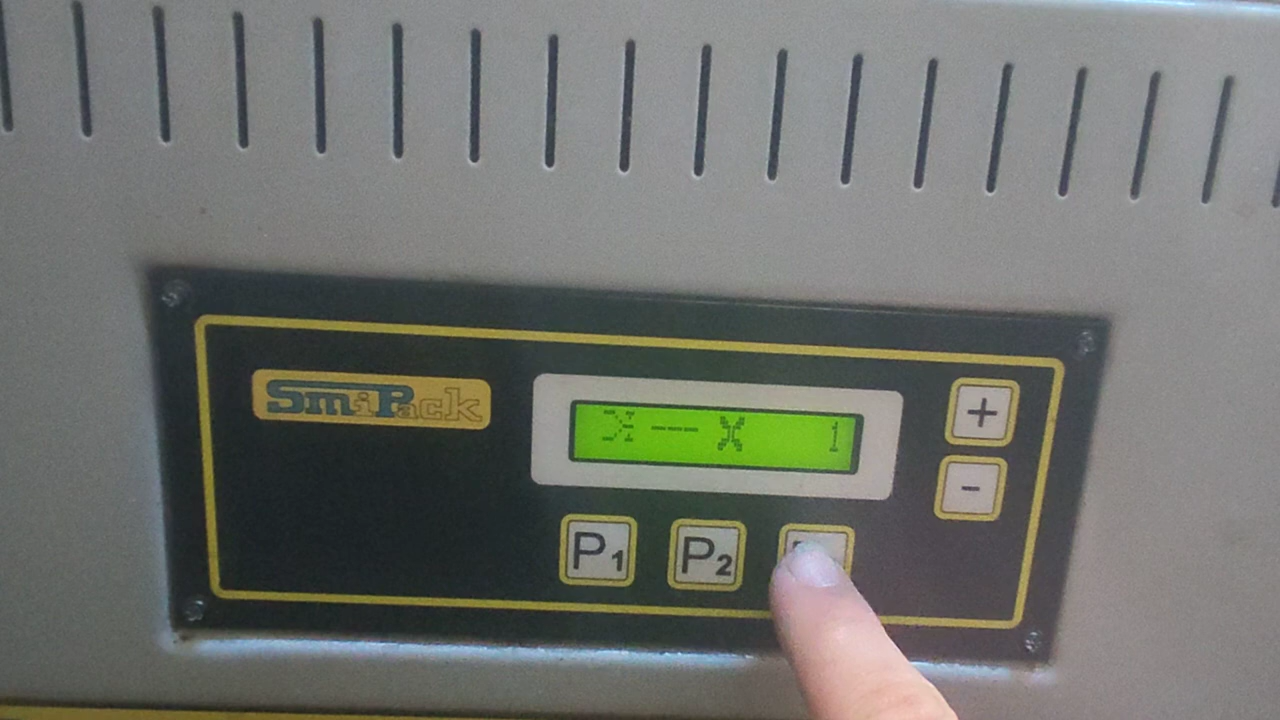 SmiPack
X---X 1
+
-
P1 P2